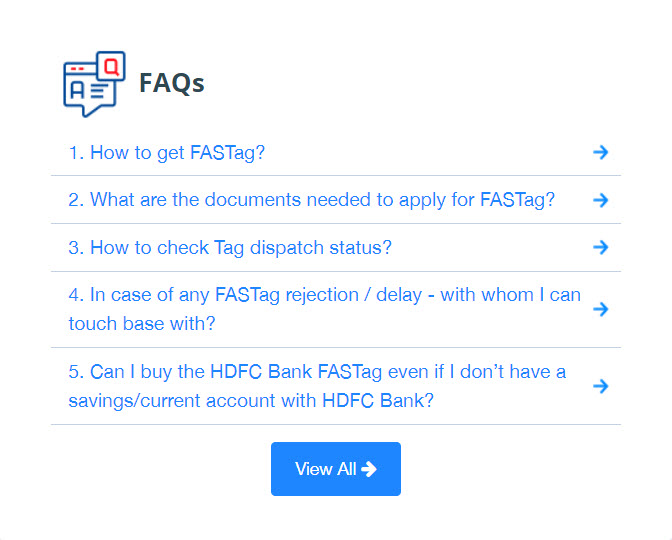 Q
A
FAQs
1. How to get FASTag?
2. What are the documents needed to apply for FASTag?
3. How to check Tag dispatch status?
4. In case of any FASTag rejection / delay - with whom I can
touch base with?
5. Can I buy the HDFC Bank FASTag even if I don’t have a
savings/current account with HDFC Bank?
View All